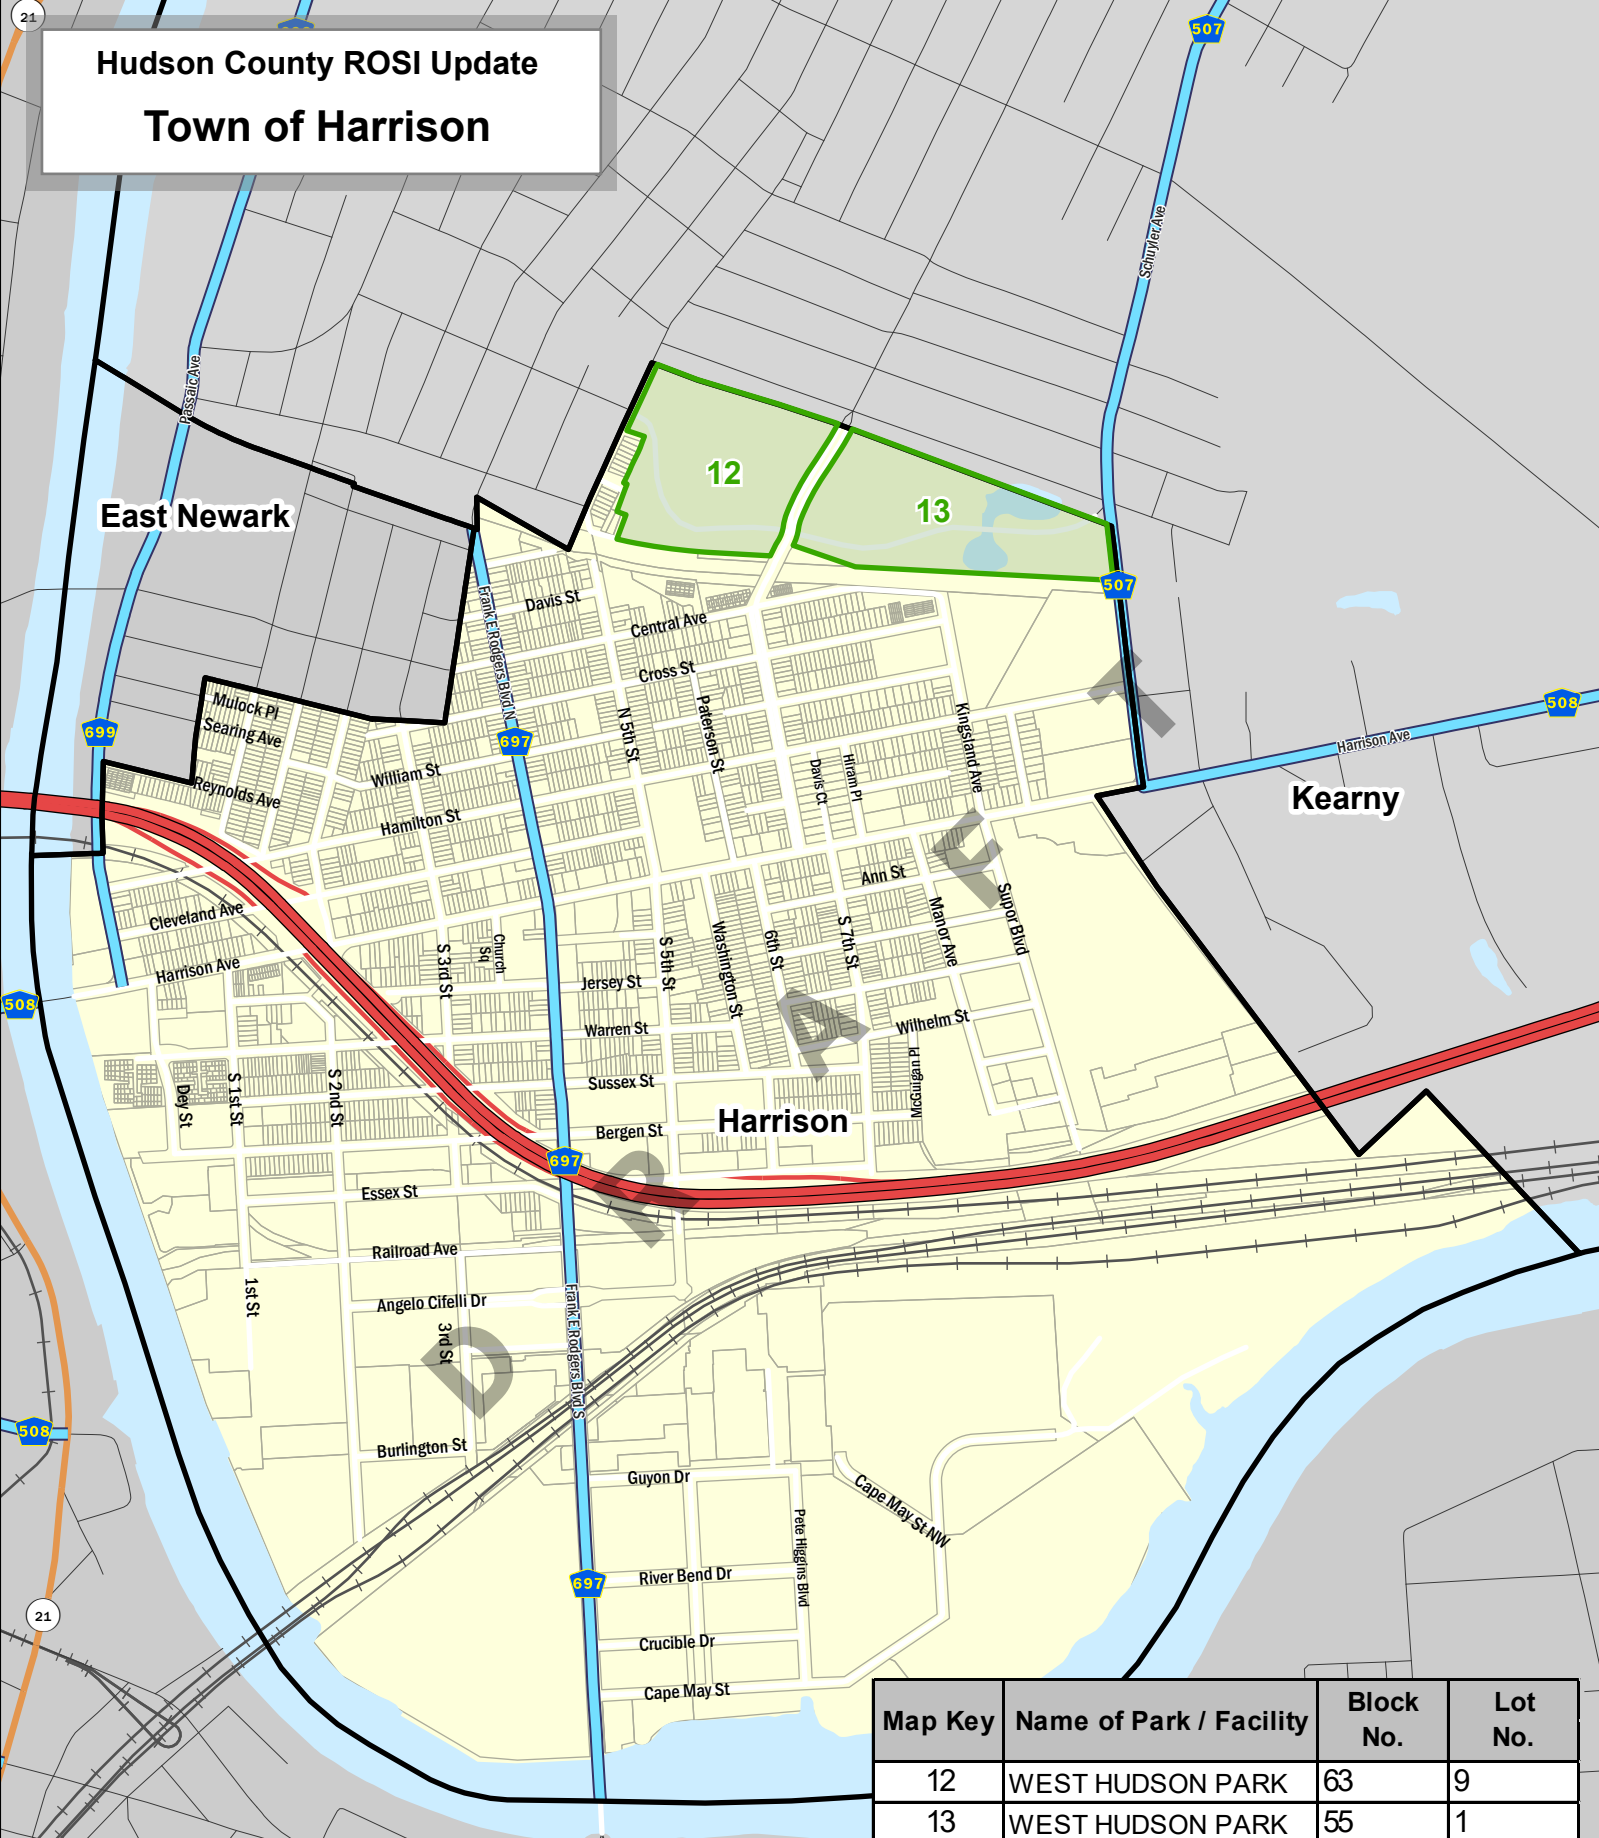 21
Hudson County ROSI Update
Town of Harrison
507
Schuyler Ave
Passaic Ave
12
13
East Newark
507
Davis St
Central Ave
Frank E Rodgers Blvd N
Cross St
Mulock Pl
Searing Ave
N 5th St
Paterson St
Kingsland Ave
T
508
699
697
Harrison Ave
William St
Davis Ct
Hiram Pl
Reynolds Ave
Kearny
Hamilton St
F
Ann St
Cleveland Ave
Manor Ave
Supor Blvd
S 3rd St
Church
Sq
S 5th St
Washington St
6th St
S 7th St
Harrison Ave
Jersey St
508
A
Warren St
Wilhelm St
Dey St
S 1st St
S 2nd St
Sussex St
McGuigan Pl
Bergen St
Harrison
697
R
Essex St
Railroad Ave
1st St
Angelo Cifelli Dr
3rd St
Frank E Rodgers Blvd S
D
508
Burlington St
Guyon Dr
Cape May St NW
Pete Higgins Blvd
River Bend Dr
697
21
Crucible Dr
Cape May St
Map Key Name of Park / Facility Block No. Lot No.
12 WEST HUDSON PARK 63 9
13 WEST HUDSON PARK 55 1